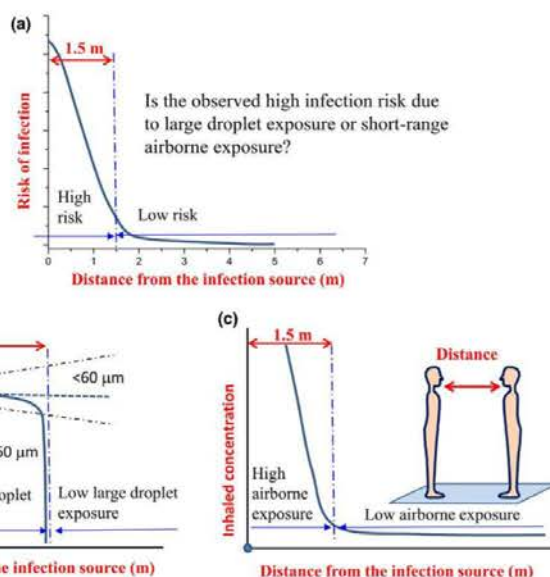 (a)
1.5 m
Is the observed high infection risk due
to large droplet exposure or short-range
airborne exposure?
Risk of infection
High
risk
Low risk
0 1 2 3 4 5 6 7
Distance from the infection source (m)
<60 μm
0 μm
oplet
Low large droplet
exposure
e infection source (m)
(c)
1.5 m
Distance
Inhaled concentration
High
airborne
exposure
Low airborne exposure
Distance from the infection source (m)